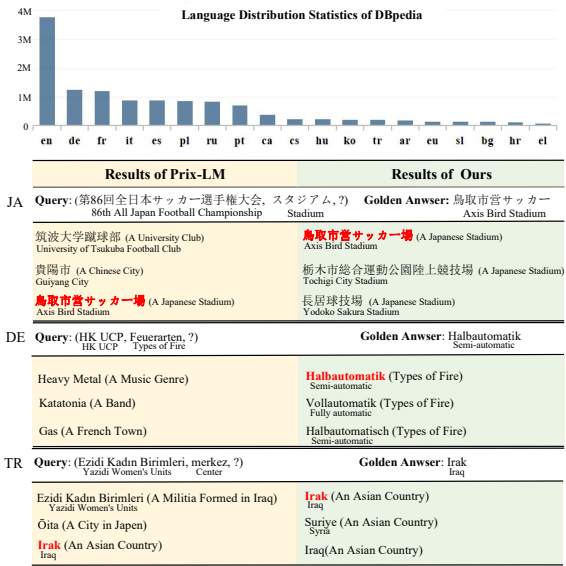 Language Distribution Statistics of DBpedia
4M
3M
2M
1M
0
en de fr it es pl ru pt ca cs hu ko tr ar eu sl bg hr el
Results of Prix-LM
Results of Ours
JA
Query: (第86回全日本サッカー選手権大会, スタジアム, ?)
86th All Japan Football Championship Stadium
Golden Anwser: 鳥取市営サッカー
Axis Bird Stadium
筑波大学蹴球部 (A University Club)
University of Tsukuba Football Club
貴陽市 (A Chinese City)
Guiyang City
鳥取市営サッカー場 (A Japanese Stadium)
Axis Bird Stadium
鳥取市営サッカー場 (A Japanese Stadium)
Axis Bird Stadium
栃木市総合運動公園陸上競技場 (A Japanese Stadium)
Tochigi City Stadium
長居球技場 (A Japanese Stadium)
Yodoko Sakura Stadium
DE
Query: (HK UCP, Feuerarten, ?)
HK UCP Types of Fire
Golden Anwser: Halbautomatik
Semi-automatic
Heavy Metal (A Music Genre)
Katatonia (A Band)
Gas (A French Town)
Halbautomatik (Types of Fire)
Semi-automatic
Vollautomatik (Types of Fire)
Fully automatic
Halbautomatisch (Types of Fire)
Semi-automatic
TR
Query: (Ezidi Kadın Birimleri, merkez, ?)
Yazidi Women's Units Center
Golden Anwser: Irak
Iraq
Ezidi Kadın Birimleri (A Militia Formed in Iraq)
Yazidi Women's Units
Ōita (A City in Japen)
Irak (An Asian Country)
Iraq
Irak (An Asian Country)
Iraq
Suriye (An Asian Country)
Syria
Iraq(An Asian Country)